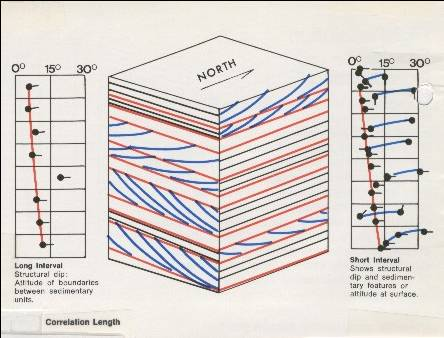 0° 15° 30°
NORTH
0° 15° 30°
Long Interval
Structural dip:
Attitude of boundaries
between sedimentary
units.
Short Interval
Shows structural
dip and sedimen-
tary features or
attitude at surface.
Correlation Length